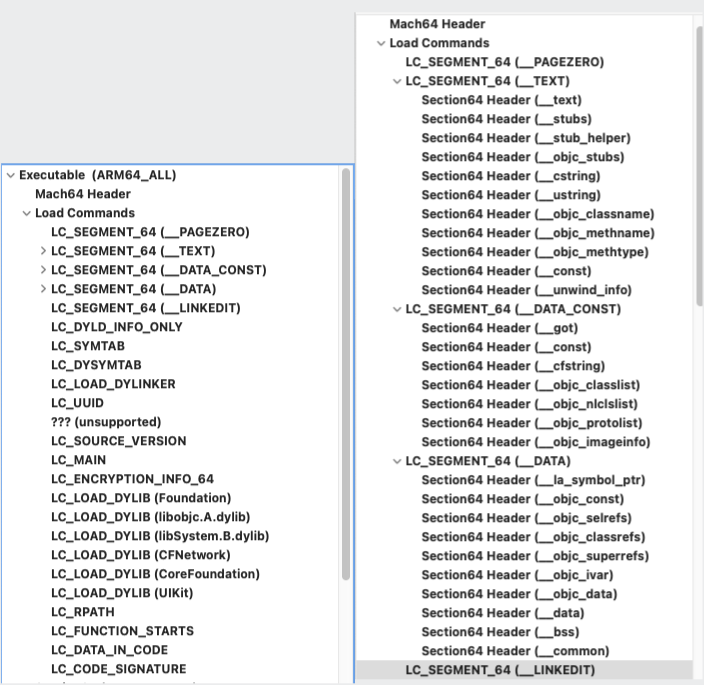 Executable (ARM64_ALL)
Mach64 Header
Load Commands
LC_SEGMENT_64 (__PAGEZERO)
LC_SEGMENT_64 (__TEXT)
LC_SEGMENT_64 (__DATA_CONST)
LC_SEGMENT_64 (__DATA)
LC_SEGMENT_64 (__LINKEDIT)
LC_DYLD_INFO_ONLY
LC_SYMTAB
LC_DYSYMTAB
LC_LOAD_DYLINKER
LC_UUID
??? (unsupported)
LC_SOURCE_VERSION
LC_MAIN
LC_ENCRYPTION_INFO_64
LC_LOAD_DYLIB (Foundation)
LC_LOAD_DYLIB (libobjc.A.dylib)
LC_LOAD_DYLIB (libSystem.B.dylib)
LC_LOAD_DYLIB (CFNetwork)
LC_LOAD_DYLIB (CoreFoundation)
LC_LOAD_DYLIB (UIKit)
LC_RPATH
LC_FUNCTION_STARTS
LC_DATA_IN_CODE
LC_CODE_SIGNATURE
Mach64 Header
Load Commands
LC_SEGMENT_64 (__PAGEZERO)
LC_SEGMENT_64 (__TEXT)
Section64 Header (__text)
Section64 Header (__stubs)
Section64 Header (__stub_helper)
Section64 Header (__objc_stubs)
Section64 Header (__cstring)
Section64 Header (__ustring)
Section64 Header (__objc_classname)
Section64 Header (__objc_methname)
Section64 Header (__objc_methtype)
Section64 Header (__const)
Section64 Header (__unwind_info)
LC_SEGMENT_64 (__DATA_CONST)
Section64 Header (__got)
Section64 Header (__const)
Section64 Header (__cfstring)
Section64 Header (__objc_classlist)
Section64 Header (__objc_nlclslist)
Section64 Header (__objc_protolist)
Section64 Header (__objc_imageinfo)
LC_SEGMENT_64 (__DATA)
Section64 Header (__la_symbol_ptr)
Section64 Header (__objc_const)
Section64 Header (__objc_selrefs)
Section64 Header (__objc_classrefs)
Section64 Header (__objc_superrefs)
Section64 Header (__objc_ivar)
Section64 Header (__objc_data)
Section64 Header (__data)
Section64 Header (__bss)
Section64 Header (__common)
LC_SEGMENT_64 (__LINKEDIT)